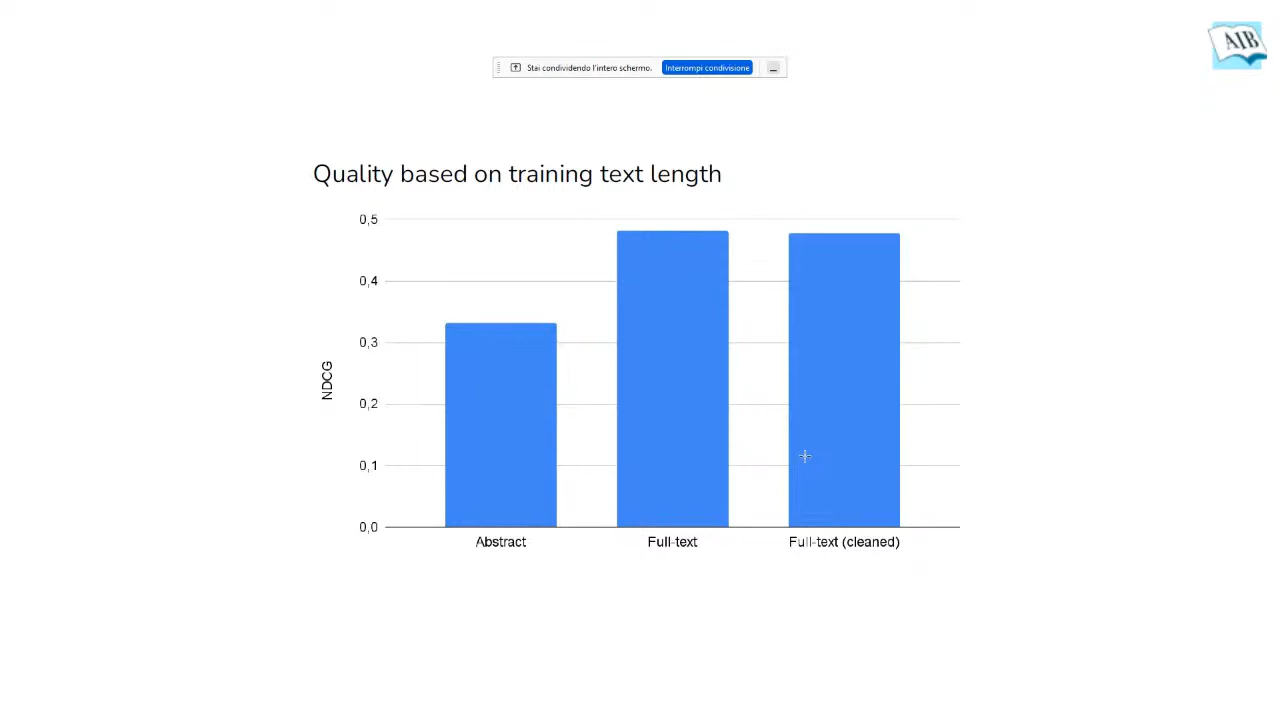 AIB
Stai condividendo l'intero schermo. Interrompi condivisione
Quality based on training text length
0,5
0,4
0,3
0,2
0,1
0,0
NDCG
Abstract Full-text Full-text (cleaned)